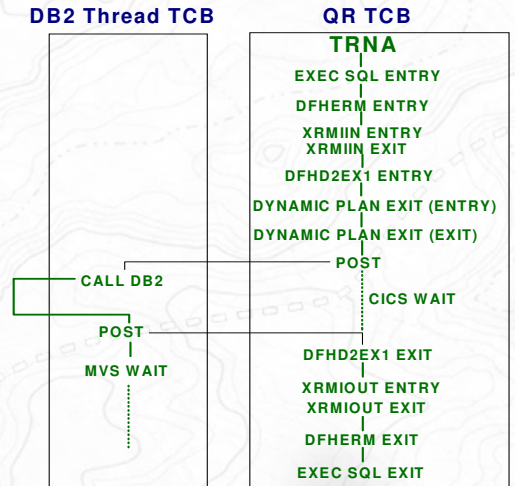 DB2 Thread TCB
QR TCB
TRNA
EXEC SQL ENTRY
DFHERM ENTRY
XRMIIN ENTRY
XRMIIN EXIT
DFHD2EX1 ENTRY
DYNAMIC PLAN EXIT (ENTRY)
DYNAMIC PLAN EXIT (EXIT)
POST
CALL DB2
CICS WAIT
POST
MVS WAIT
DFHD2EX1 EXIT
XRMIOUT ENTRY
XRMIOUT EXIT
DFHERM EXIT
EXEC SQL EXIT